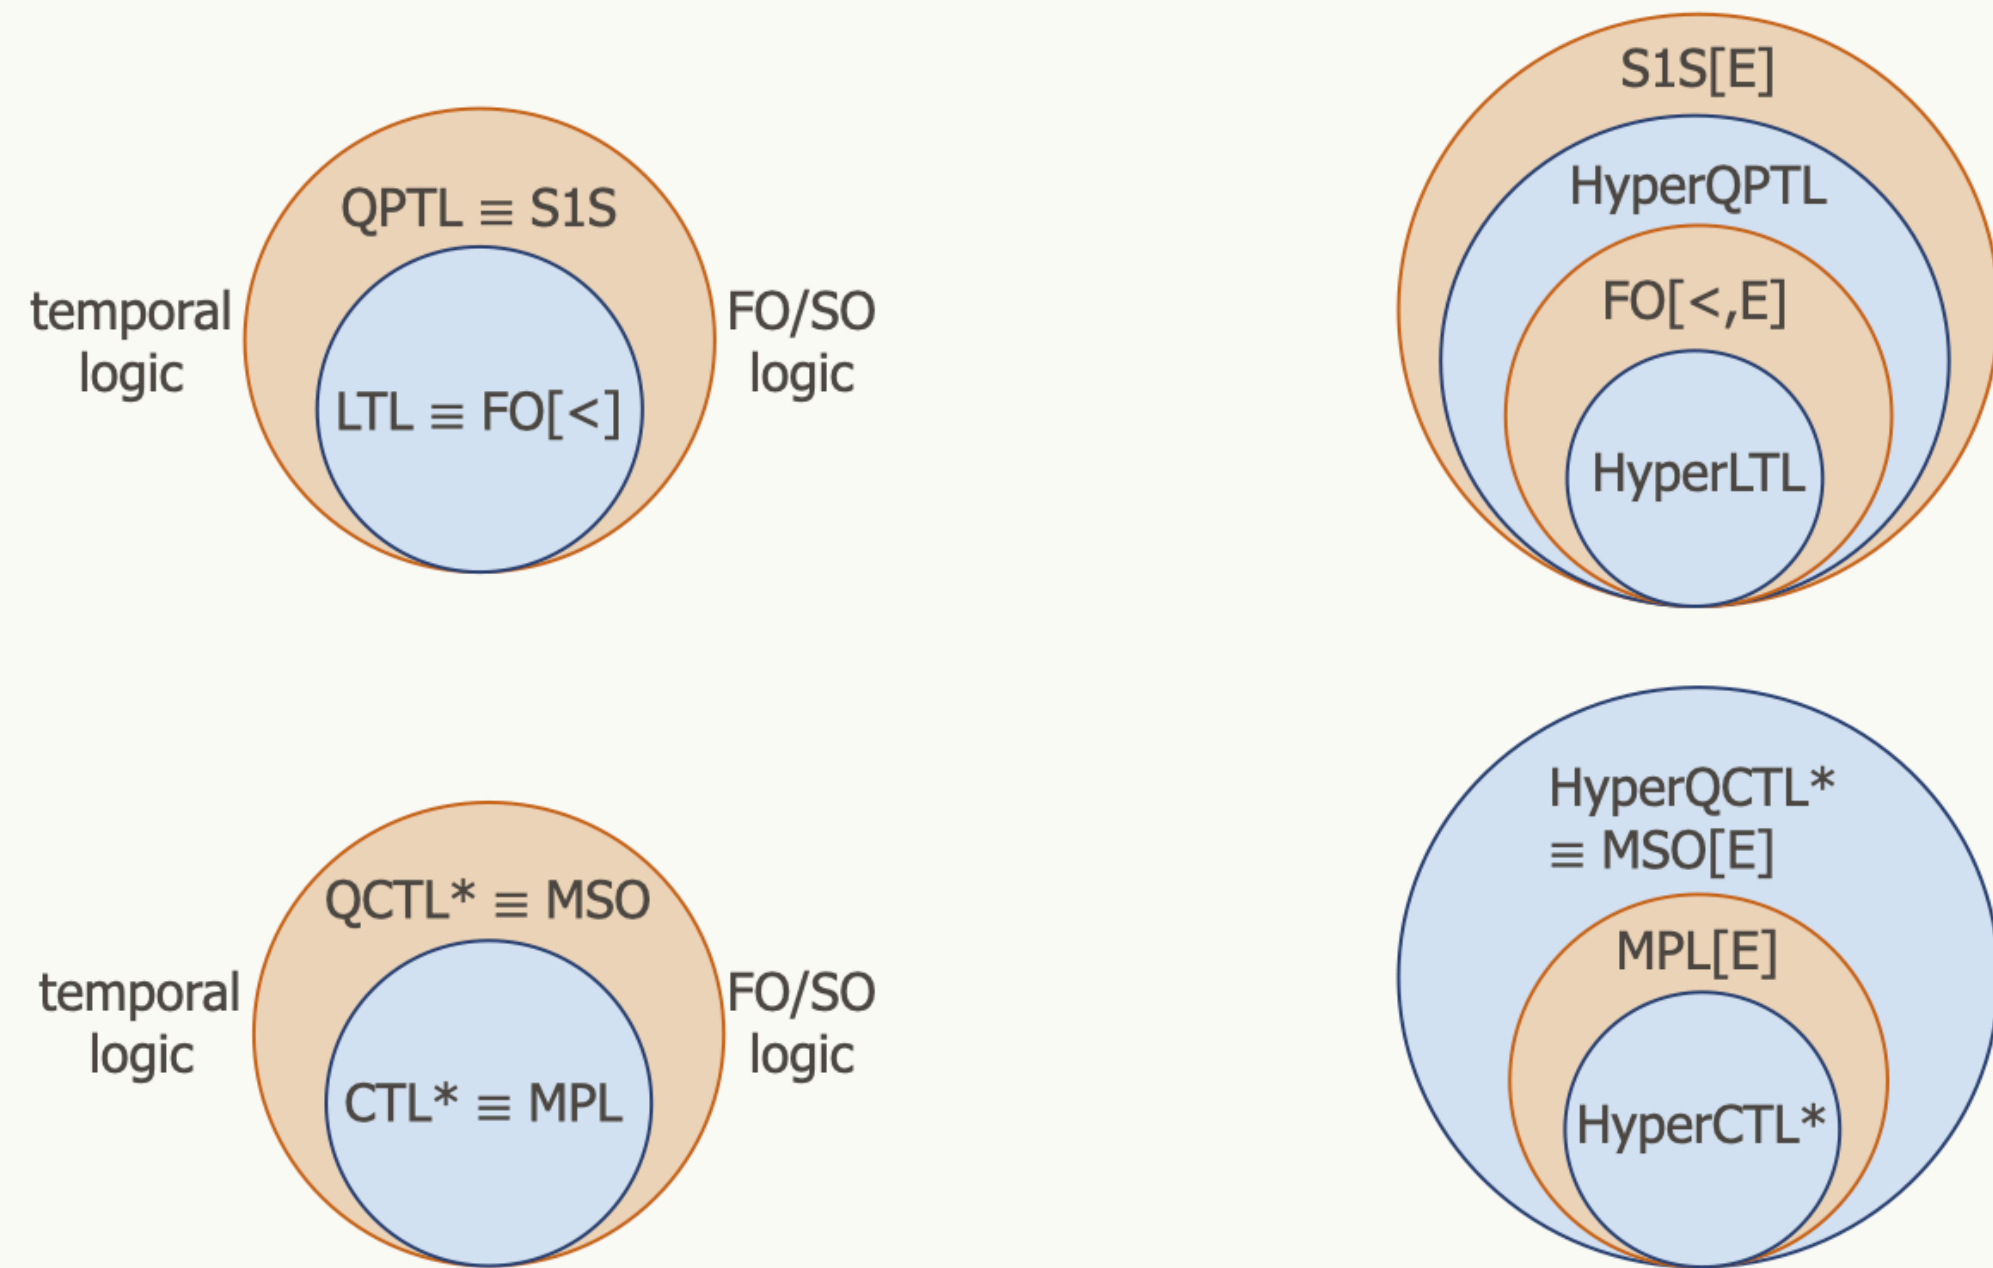 QPTL ≡ S1S
temporal
logic
FO/SO
logic
LTL ≡ FO[<]
S1S[E]
HyperQPTL
FO[<,E]
HyperLTL
QCTL* ≡ MSO
temporal
logic
FO/SO
logic
CTL* ≡ MPL
HyperQCTL*
≡ MSO[E]
MPL[E]
HyperCTL*